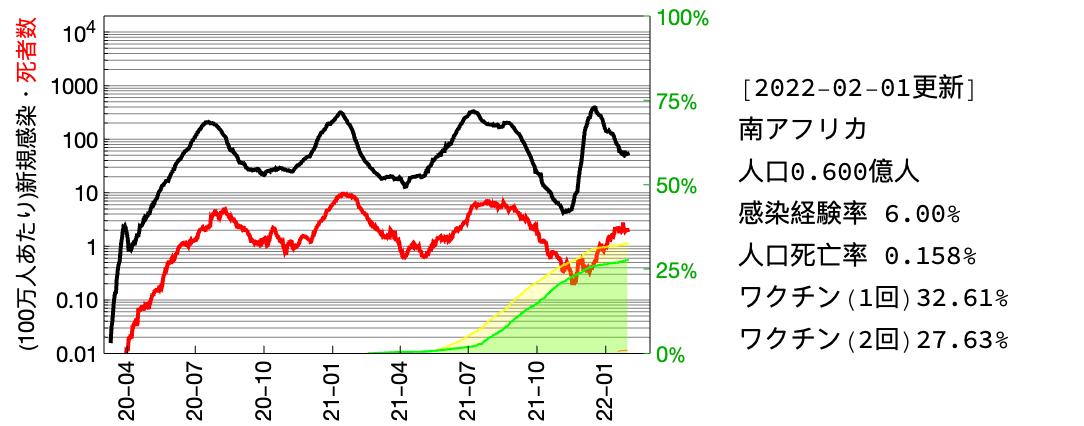 (100万人あたり)新規感染・死者数
10^4
1000
100
10
1
0.10
0.01
100%
75%
50%
25%
0%
20-04
20-07
20-10
21-01
21-04
21-07
21-10
22-01
[2022-02-01更新]
南アフリカ
人口0.600億人
感染経験率 6.00%
人口死亡率 0.158%
ワクチン(1回)32.61%
ワクチン(2回)27.63%